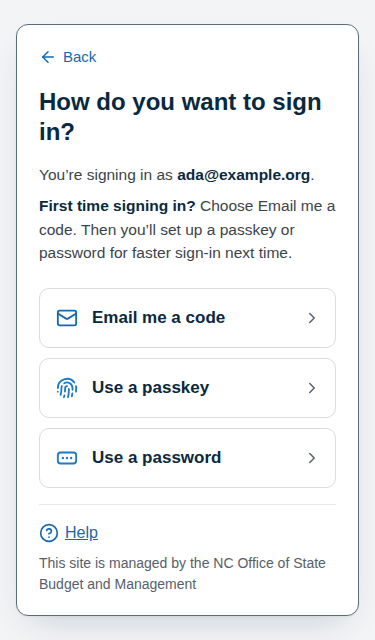 Back
How do you want to sign
in?
You’re signing in as ada@example.org.
First time signing in? Choose Email me a
code. Then you’ll set up a passkey or
password for faster sign-in next time.
Email me a code
Use a passkey
Use a password
Help
This site is managed by the NC Office of State
Budget and Management